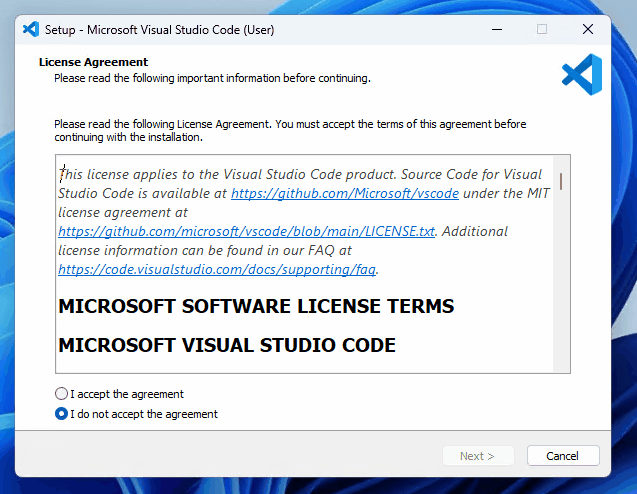 Setup - Microsoft Visual Studio Code (User)
License Agreement
Please read the following important information before continuing.
Please read the following License Agreement. You must accept the terms of this agreement before
continuing with the installation.
This license applies to the Visual Studio Code product. Source Code for Visual
Studio Code is available at https://github.com/Microsoft/vscode under the MIT
license agreement at
https://github.com/microsoft/vscode/blob/main/LICENSE.txt. Additional
license information can be found in our FAQ at
https://code.visualstudio.com/docs/supporting/faq.
MICROSOFT SOFTWARE LICENSE TERMS
MICROSOFT VISUAL STUDIO CODE
I accept the agreement
I do not accept the agreement
Next >
Cancel